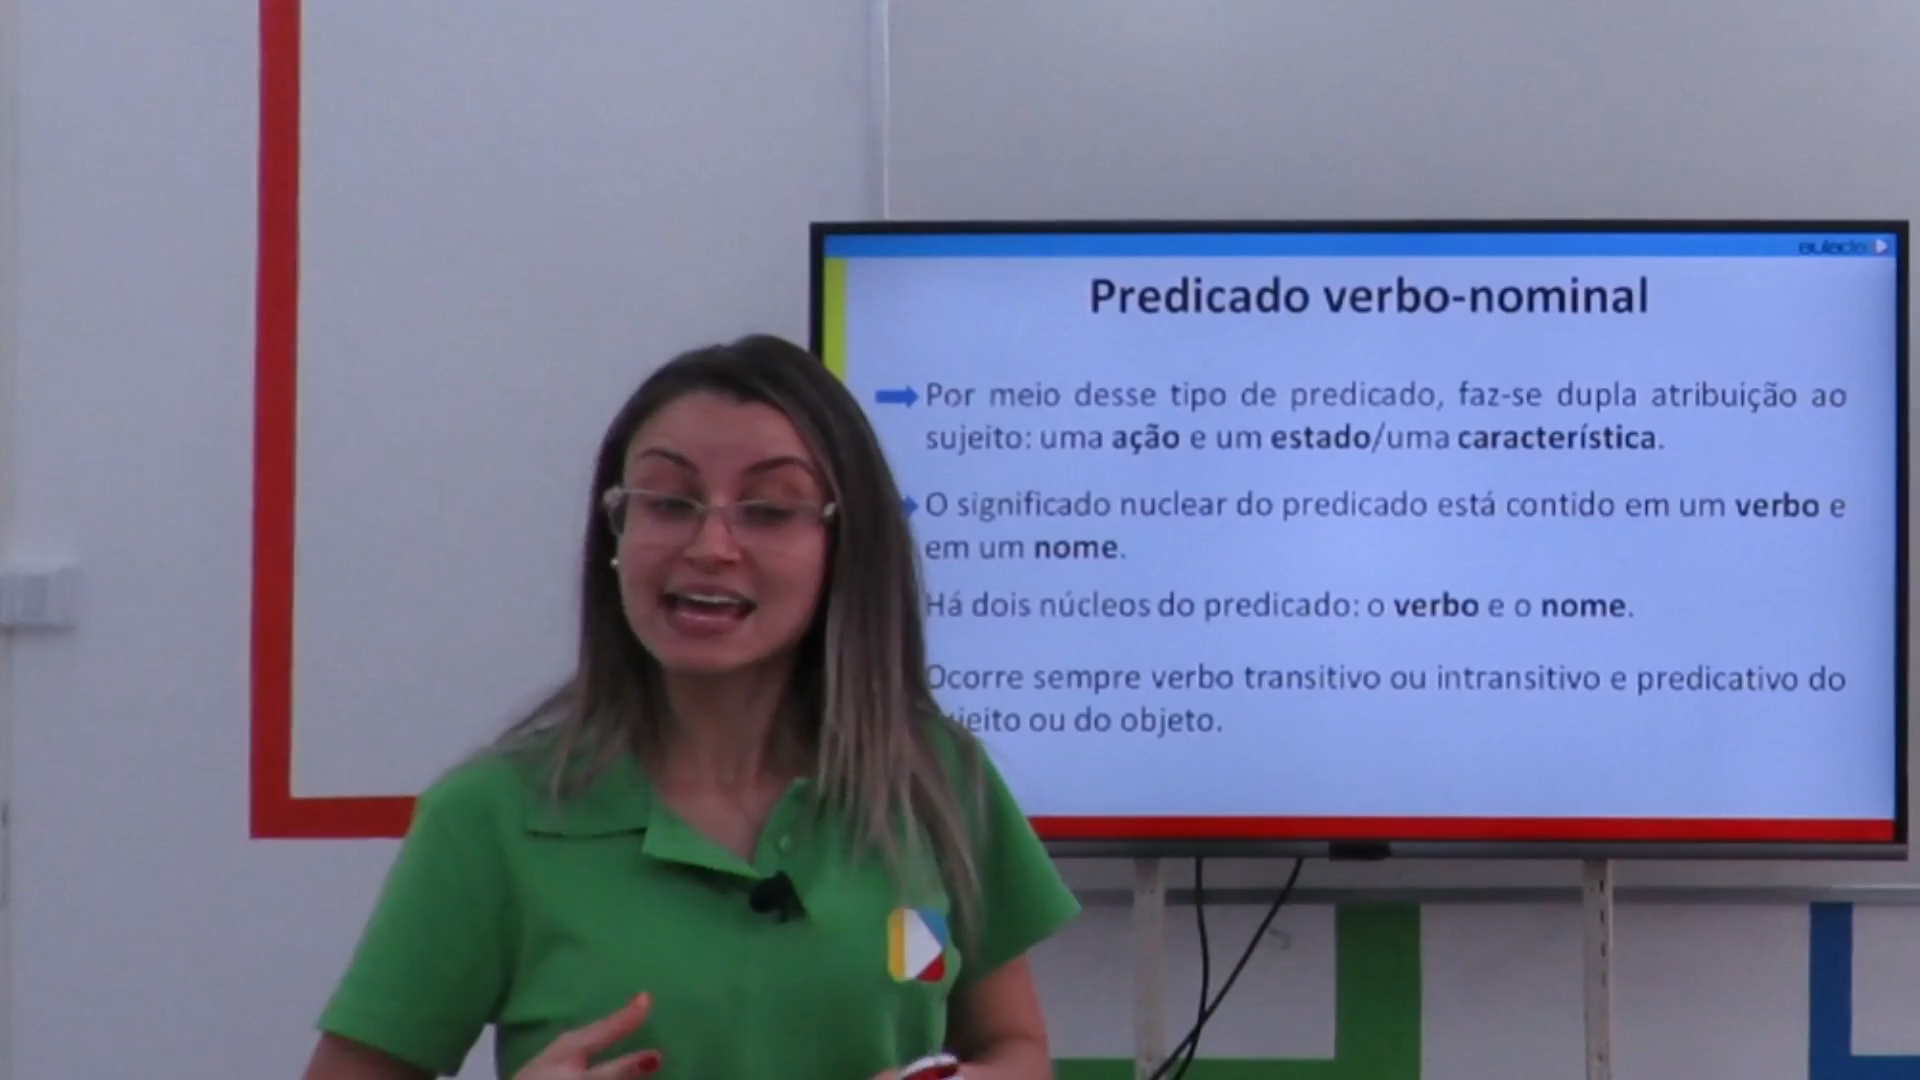 Predicado verbo-nominal
Por meio desse tipo de predicado, faz-se dupla atribuição ao
sujeito: uma ação e um estado/uma característica.
O significado nuclear do predicado está contido em um verbo e
em um nome.
Há dois núcleos do predicado: o verbo e o nome.
Ocorre sempre verbo transitivo ou intransitivo e predicativo do
ou do objeto.